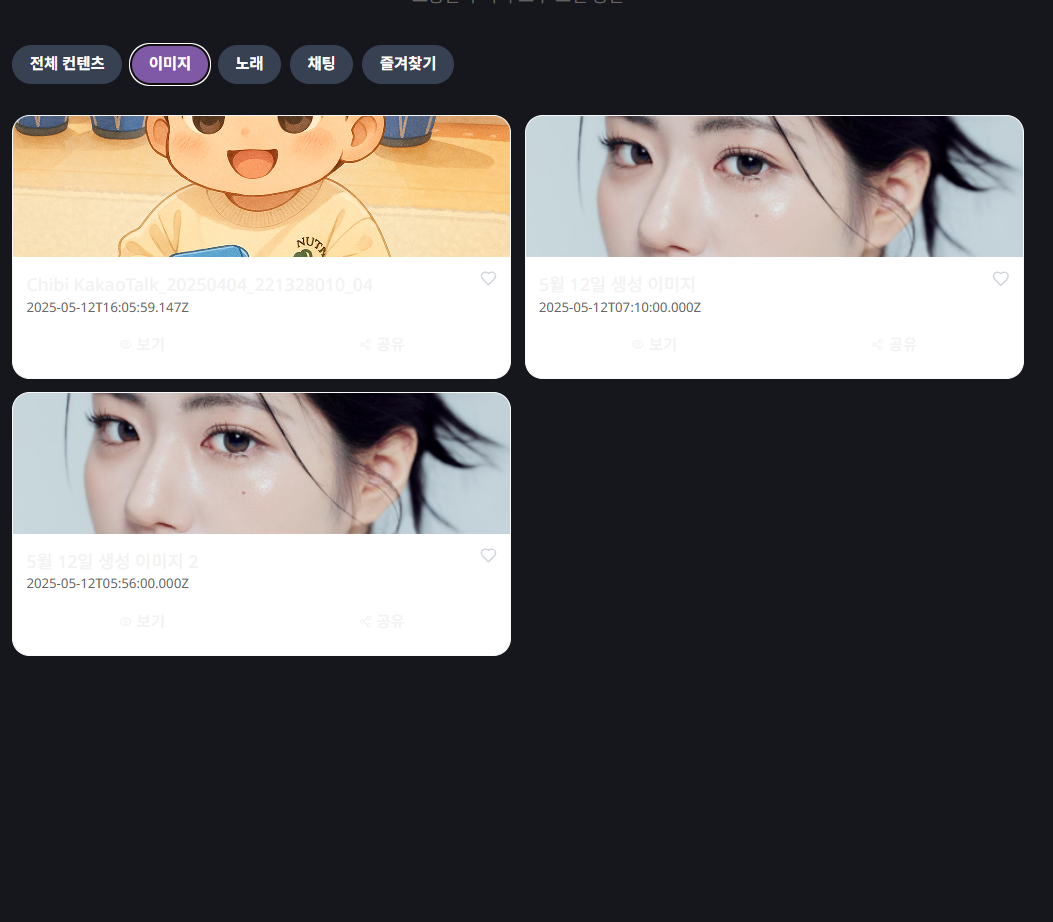 전체 컨텐츠
이미지
노래
채팅
즐겨찾기
NUTN
Chibi KakaoTalk_20250404_221328010_04
2025-05-12T16:05:59.147Z
보기
공유
5월 12일 생성 이미지
2025-05-12T07:10:00.000Z
보기
공유
5월 12일 생성 이미지 2
2025-05-12T05:56:00.000Z
보기
공유